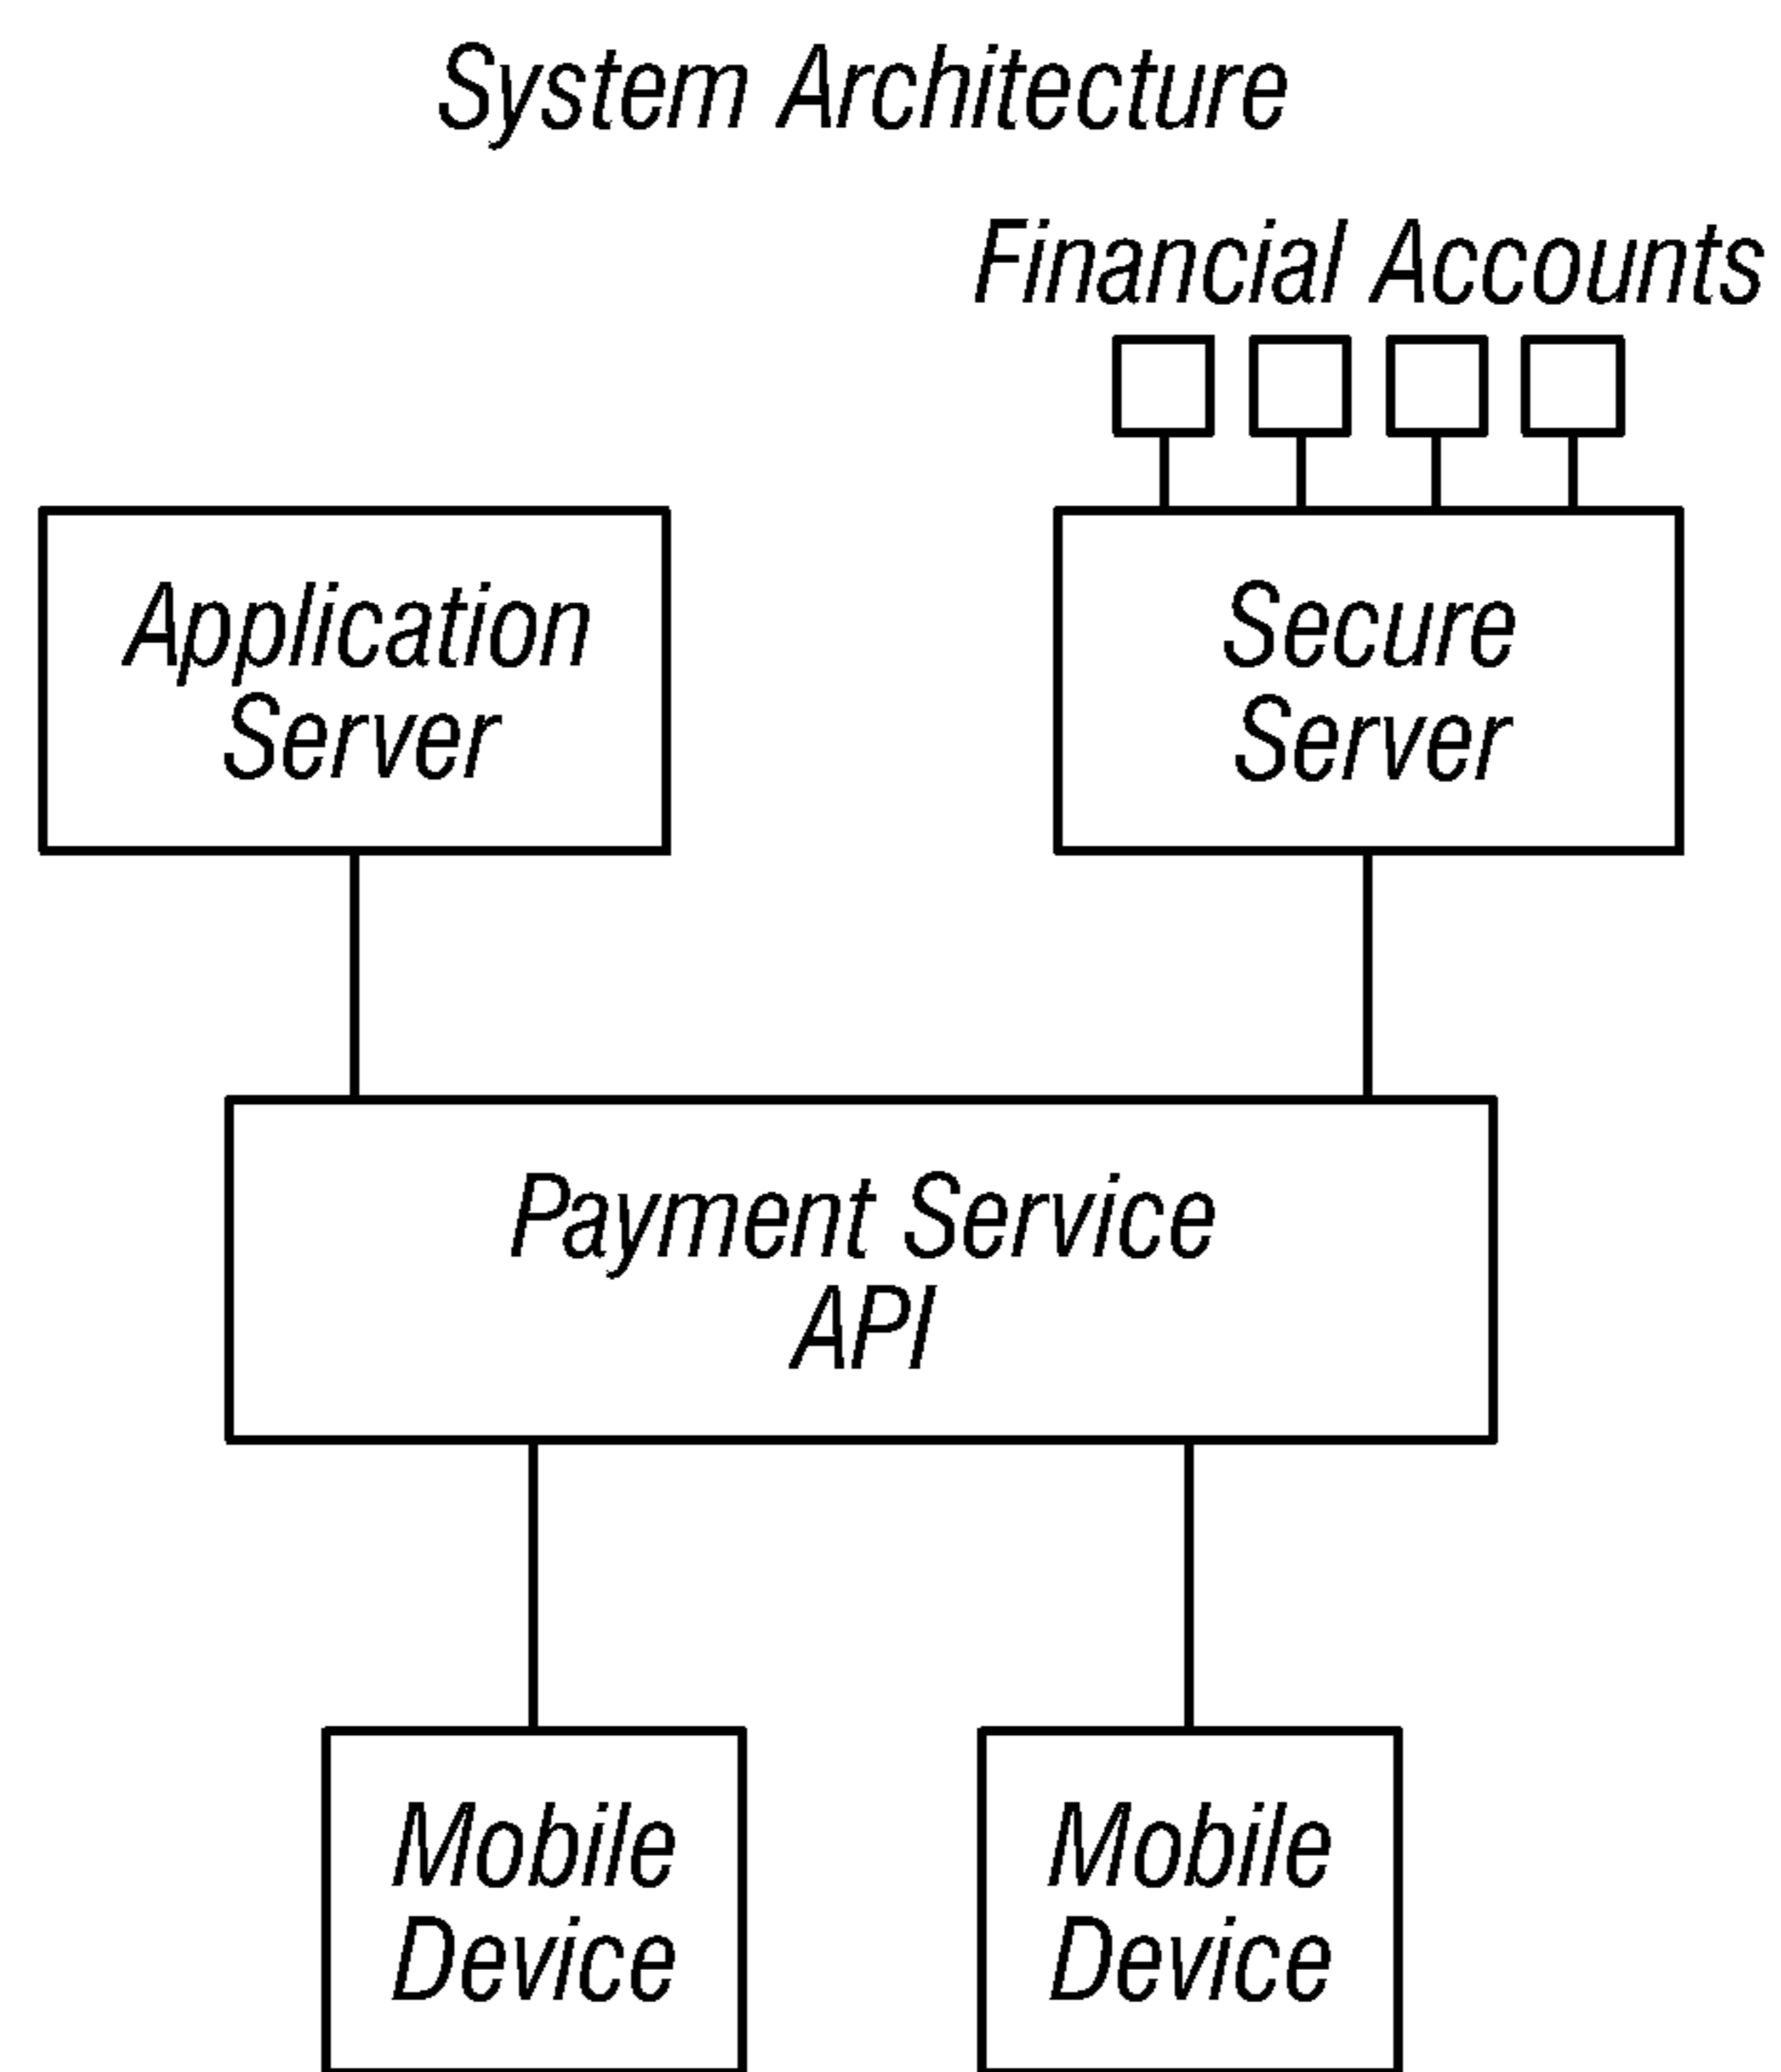 System Architecture
Financial Accounts
Application
Server
Secure
Server
Payment Service
API
Mobile
Device
Mobile
Device